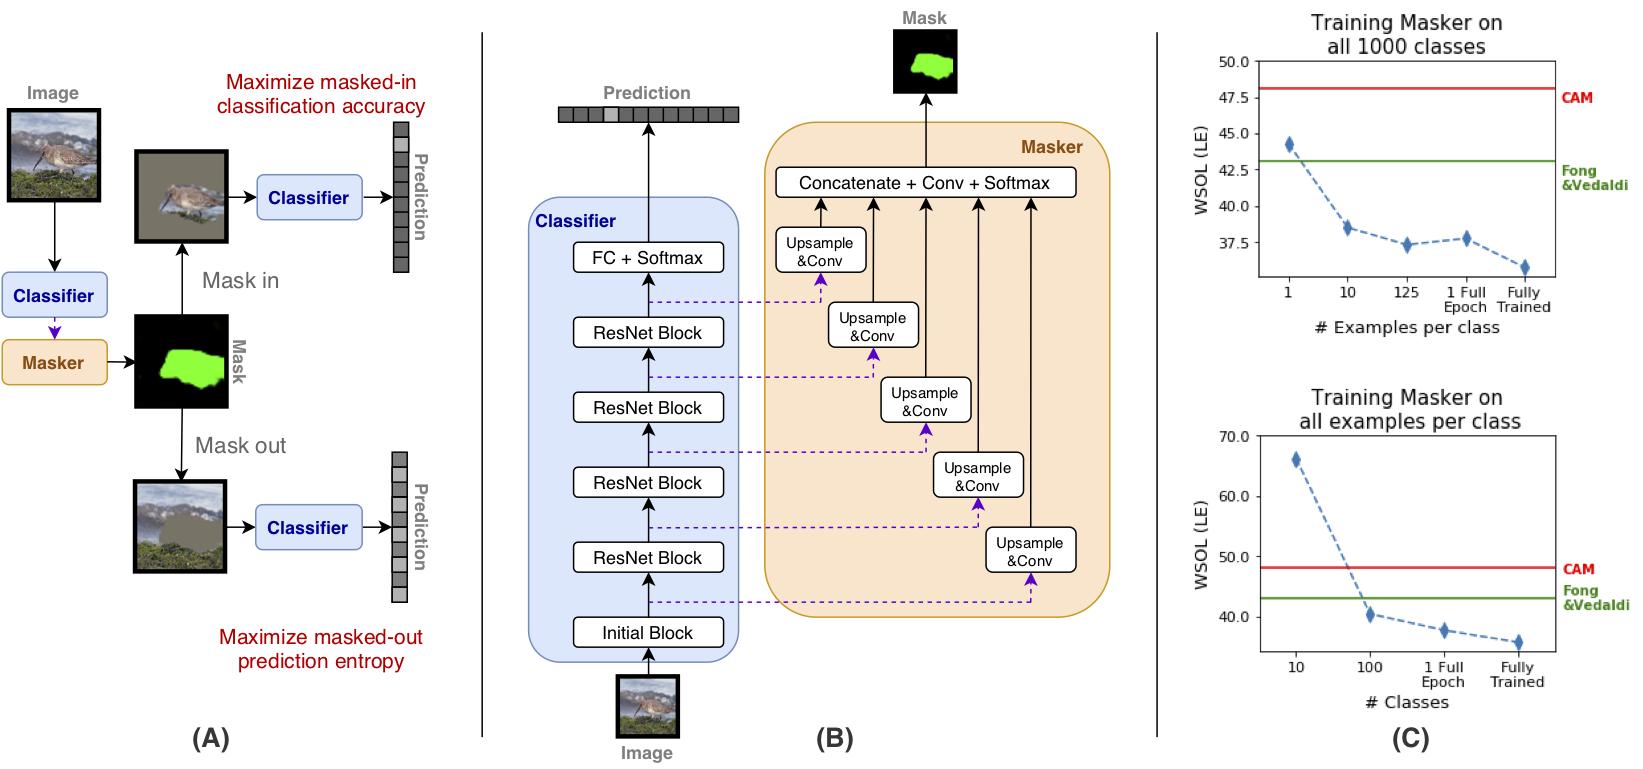 Image
Maximize masked-in
classification accuracy
Classifier
Prediction
Mask in
Classifier
Masker
Mask
Mask out
Classifier
Prediction
Maximize masked-out
prediction entropy
(A)
Mask
Prediction
Masker
Concatenate + Conv + Softmax
Classifier
Upsample
&Conv
FC + Softmax
Upsample
&Conv
ResNet Block
Upsample
&Conv
ResNet Block
Upsample
&Conv
ResNet Block
Upsample
&Conv
ResNet Block
Initial Block
Image
(B)
Training Masker on
all 1000 classes
50.0
47.5
45.0
42.5
40.0
37.5
WSOL (LE)
CAM
Fong
&Vedaldi
1
10
125
1 Full
Epoch
Fully
Trained
# Examples per class
Training Masker on
all examples per class
70.0
60.0
50.0
40.0
WSOL (LE)
CAM
Fong
&Vedaldi
10
100
1 Full
Epoch
Fully
Trained
# Classes
(C)